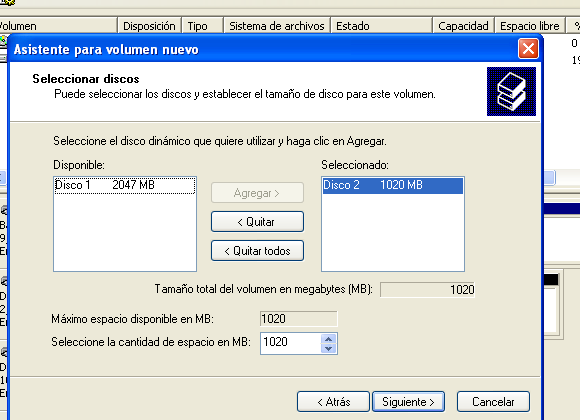 olumen Disposición Tipo Sistema de archivos Estado Capacidad Espacio libre %
Asistente para volumen nuevo
0
19
Seleccionar discos
Puede seleccionar los discos y establecer el tamaño de disco para este volumen.
Seleccione el disco dinámico que quiere utilizar y haga clic en Agregar.
Disponible: Seleccionado:
Disco 1 2047 MB Disco 2 1020 MB
Agregar >
< Quitar
< Quitar todos
Tamaño total del volumen en megabytes (MB): 1020
Máximo espacio disponible en MB: 1020
Seleccione la cantidad de espacio en MB: 1020
< Atrás Siguiente > Cancelar